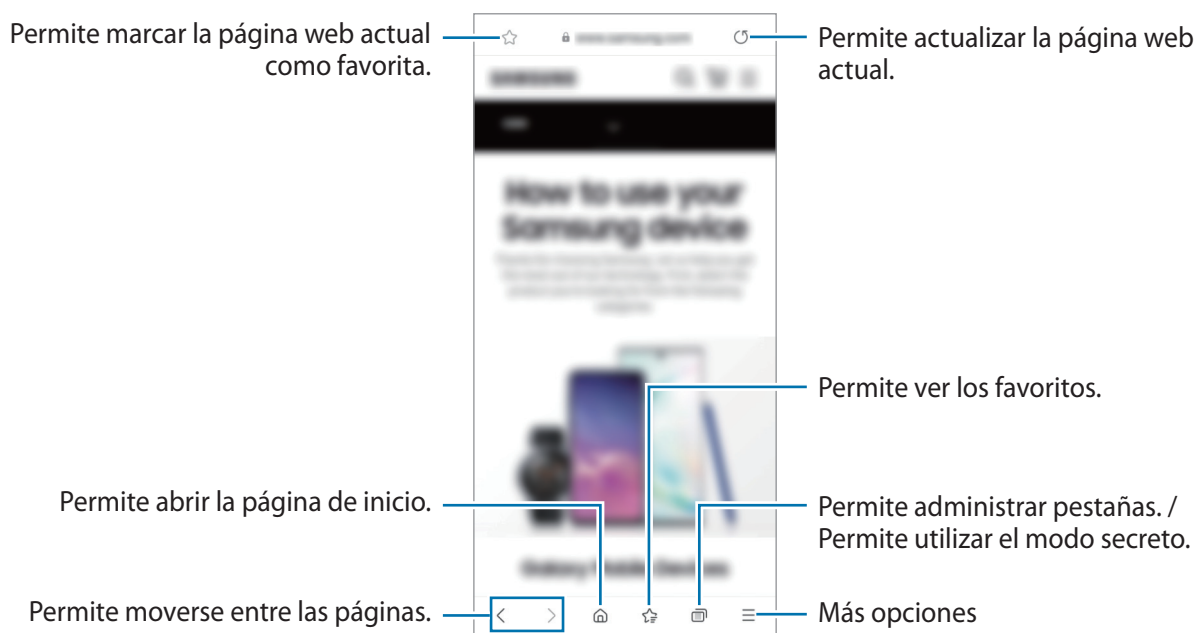 Permite marcar la página web actual
como favorita.
Permite actualizar la página web
actual.
www.samsung.com
SAMSUNG
How to use your
Samsung device
Permite ver los favoritos.
Permite abrir la página de inicio.
Permite administrar pestañas. /
Permite utilizar el modo secreto.
Galaxy Mobile Devices
Permite moverse entre las páginas.
Más opciones